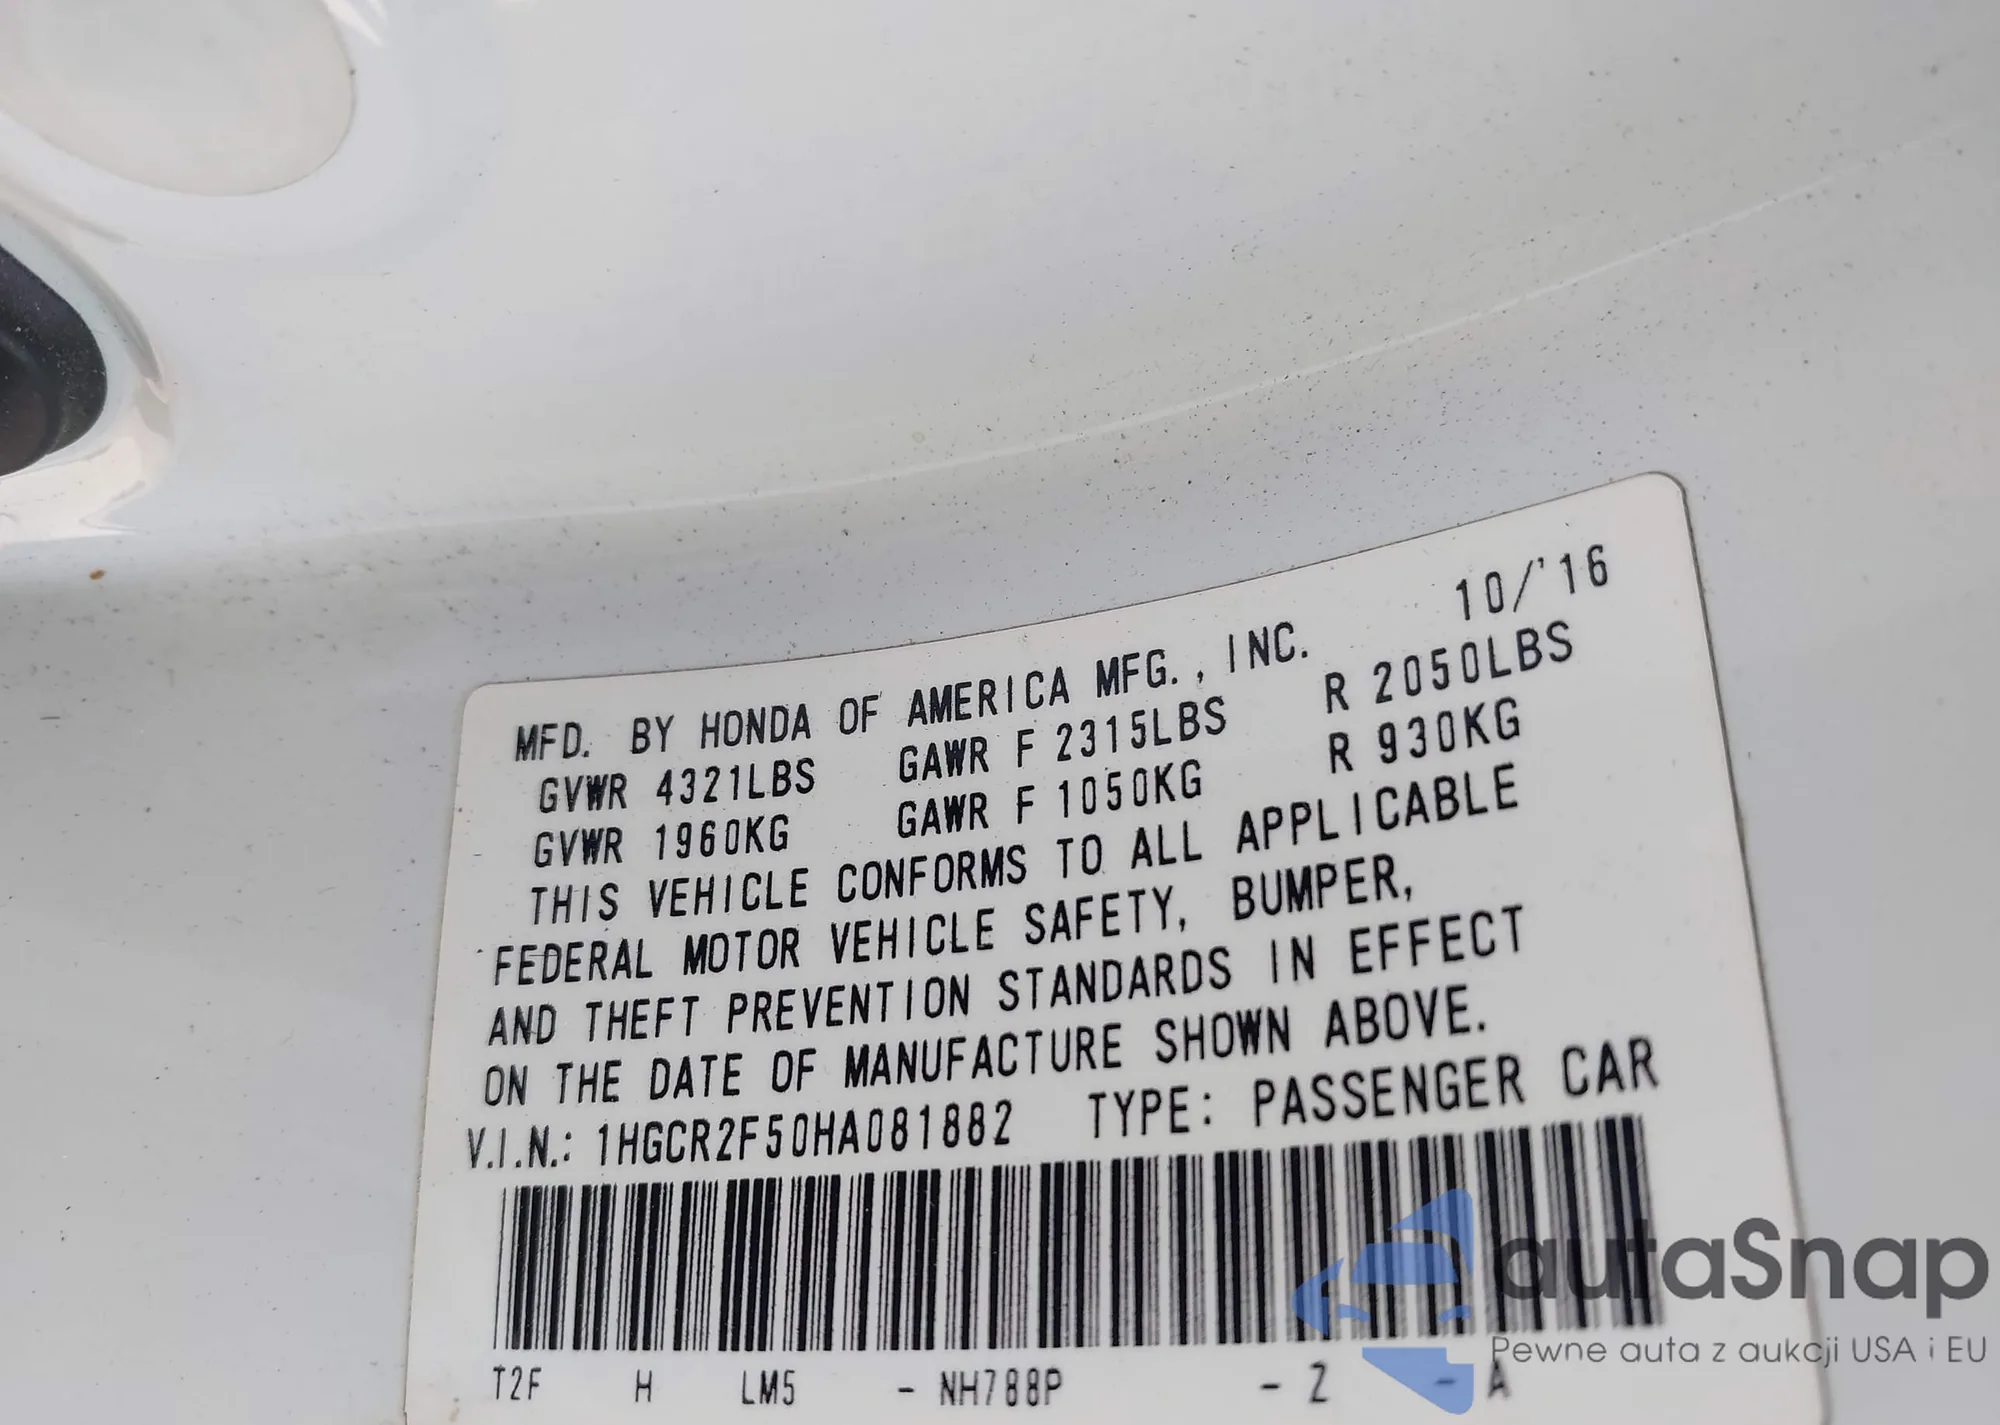 10/'16
MFD. BY HONDA OF AMERICA MFG., INC.
GVWR 4321LBS GAWR F 2315LBS R 2050LBS
GVWR 1960KG GAWR F 1050KG R 930KG
THIS VEHICLE CONFORMS TO ALL APPLICABLE
FEDERAL MOTOR VEHICLE SAFETY, BUMPER,
AND THEFT PREVENTION STANDARDS IN EFFECT
ON THE DATE OF MANUFACTURE SHOWN ABOVE.
V.I.N.: 1HGCR2F50HA081882 TYPE: PASSENGER CAR
T2F H LM5 - NH788P - Z - A
autaSnap
Pewne auta z aukcji USA i EU